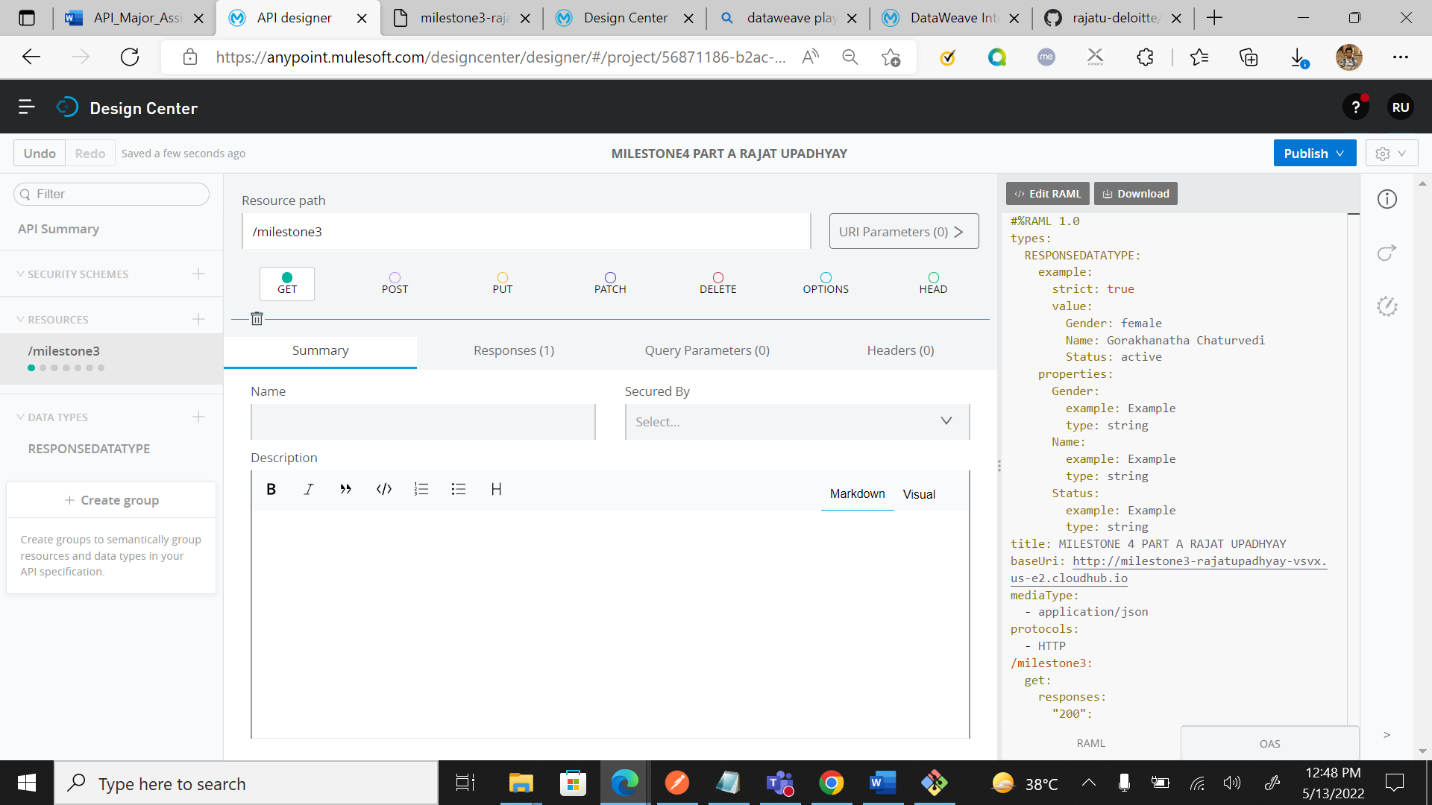 API_Major_Assi
API designer
milestone3-raja
Design Center
dataweave play
DataWeave Inte
rajatu-deloitte/
https://anypoint.mulesoft.com/designcenter/designer/#/project/56871186-b2ac-...
Design Center
?
RU
Undo
Redo
Saved a few seconds ago
MILESTONE4 PART A RAJAT UPADHYAY
Publish
Filter
API Summary
SECURITY SCHEMES
RESOURCES
/milestone3
DATA TYPES
RESPONSEDATATYPE
+ Create group
Create groups to semantically group
resources and data types in your
API specification.
Resource path
/milestone3
URI Parameters (0)
GET
POST
PUT
PATCH
DELETE
OPTIONS
HEAD
Summary
Responses (1)
Query Parameters (0)
Headers (0)
Name
Secured By
Select...
Description
B
I
H
Markdown
Visual
Edit RAML
Download
#%RAML 1.0
types:
RESPONSEDATATYPE:
example:
strict: true
value:
Gender: female
Name: Gorakhanatha Chaturvedi
Status: active
properties:
Gender:
example: Example
type: string
Name:
example: Example
type: string
Status:
example: Example
type: string
title: MILESTONE 4 PART A RAJAT UPADHYAY
baseUri: http://milestone3-rajatupadhyay-vsvx.
us-e2.cloudhub.io
mediaType:
- application/json
protocols:
- HTTP
/milestone3:
get:
responses:
"200":
RAML
OAS
Type here to search
38°C
12:48 PM
5/13/2022